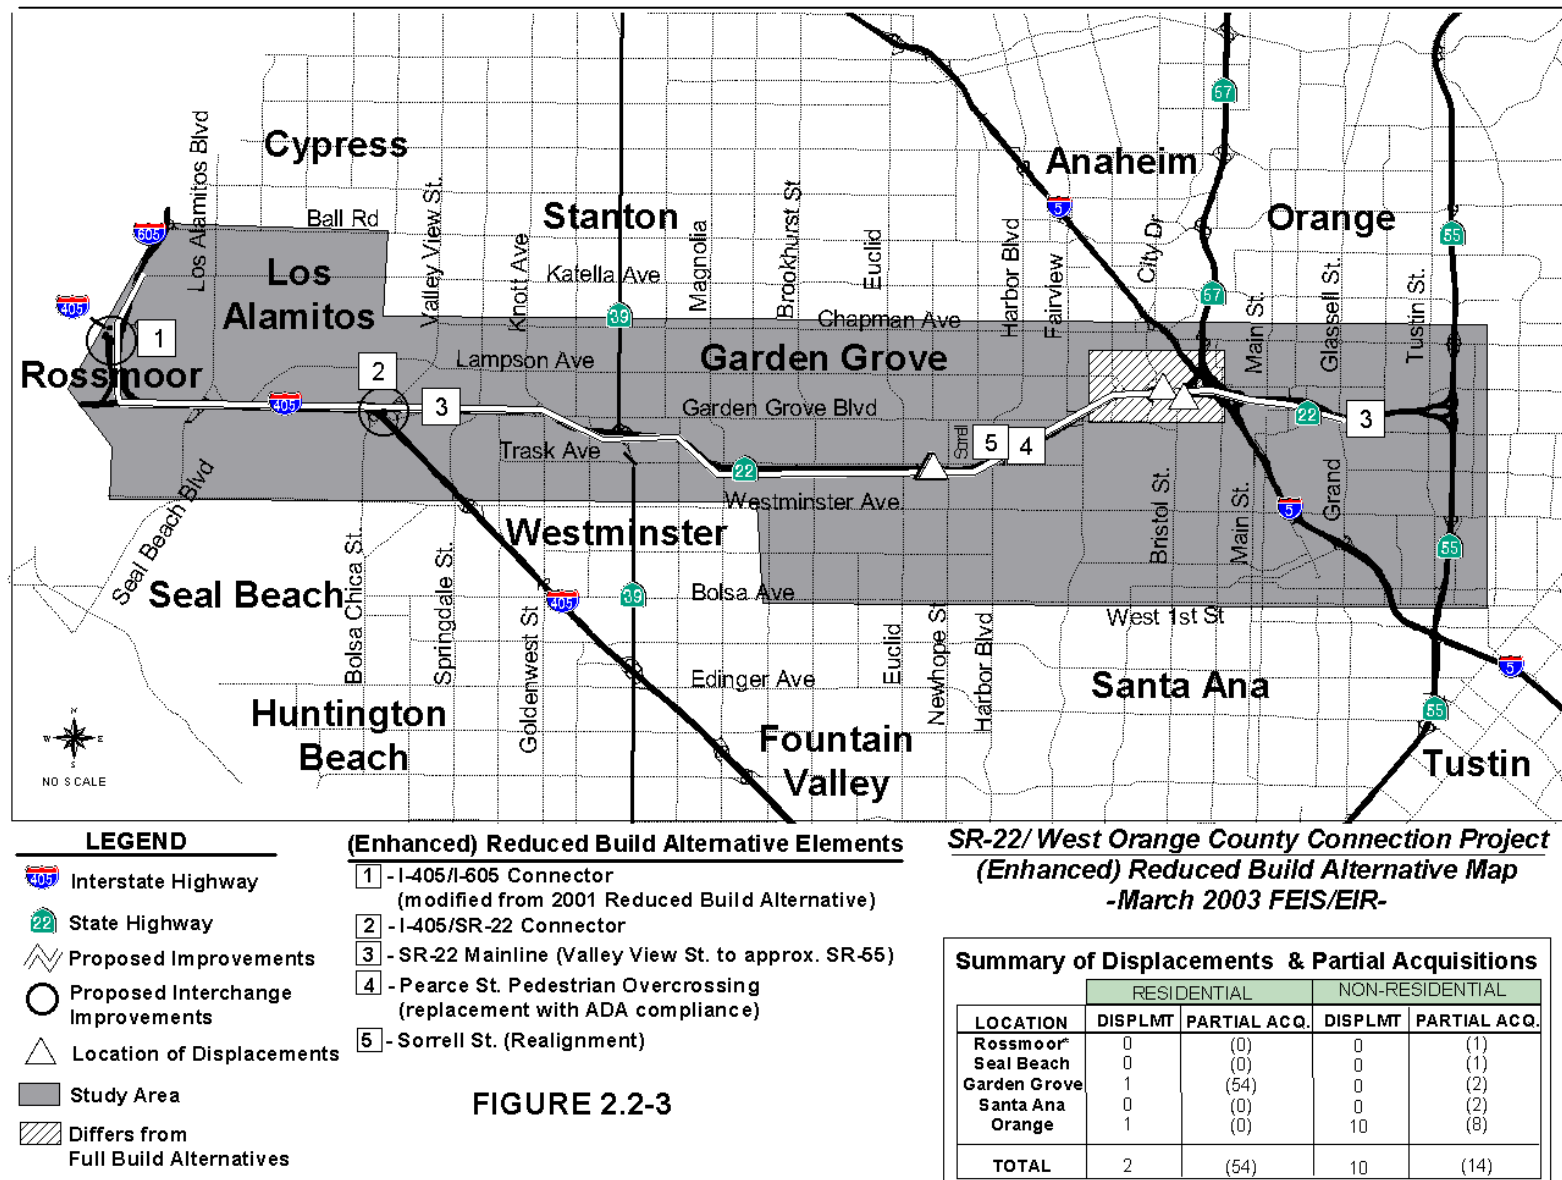 Cypress
Anaheim
Stanton
Orange
Los
Alamitos
Rossmoor
Garden Grove
Westminster
Seal Beach
Huntington
Beach
Fountain
Valley
Santa Ana
Tustin
Los Alamitos Blvd
Ball Rd
Valley View St.
Knott Ave
Katella Ave
Magnolia
Brookhurst St
Euclid
Chapman Ave
Harbor Blvd
Fairview
City Dr
Main St.
Glassell St.
Tustin St.
Lampson Ave
Garden Grove Blvd
Trask Ave
Westminster Ave.
Sorrell
Bristol St.
Main St.
Grand
Seal Beach Blvd
Bolsa Chica St.
Springdale St.
Goldenwest St
Bolsa Ave
Edinger Ave
Euclid
Newhope St
Harbor Blvd
West 1st St
605
405
405
405
39
39
22
22
5
5
5
57
57
55
55
55
1
2
3
5
4
3
N
W
E
S
NO SCALE
LEGEND
405 Interstate Highway
22 State Highway
Proposed Improvements
Proposed Interchange
Improvements
Location of Displacements
Study Area
Differs from
Full Build Alternatives
(Enhanced) Reduced Build Alternative Elements
1 - I-405/I-605 Connector
(modified from 2001 Reduced Build Alternative)
2 - I-405/SR-22 Connector
3 - SR-22 Mainline (Valley View St. to approx. SR-55)
4 - Pearce St. Pedestrian Overcrossing
(replacement with ADA compliance)
5 - Sorrell St. (Realignment)
FIGURE 2.2-3
SR-22/ West Orange County Connection Project
(Enhanced) Reduced Build Alternative Map
-March 2003 FEIS/EIR-
Summary of Displacements & Partial Acquisitions
RESIDENTIAL NON-RESIDENTIAL
LOCATION DISPLMT PARTIAL ACQ. DISPLMT PARTIAL ACQ.
Rossmoor* 0 (0) 0 (1)
Seal Beach 0 (0) 0 (1)
Garden Grove 1 (54) 0 (2)
Santa Ana 0 (0) 0 (2)
Orange 1 (0) 10 (8)
TOTAL 2 (54) 10 (14)